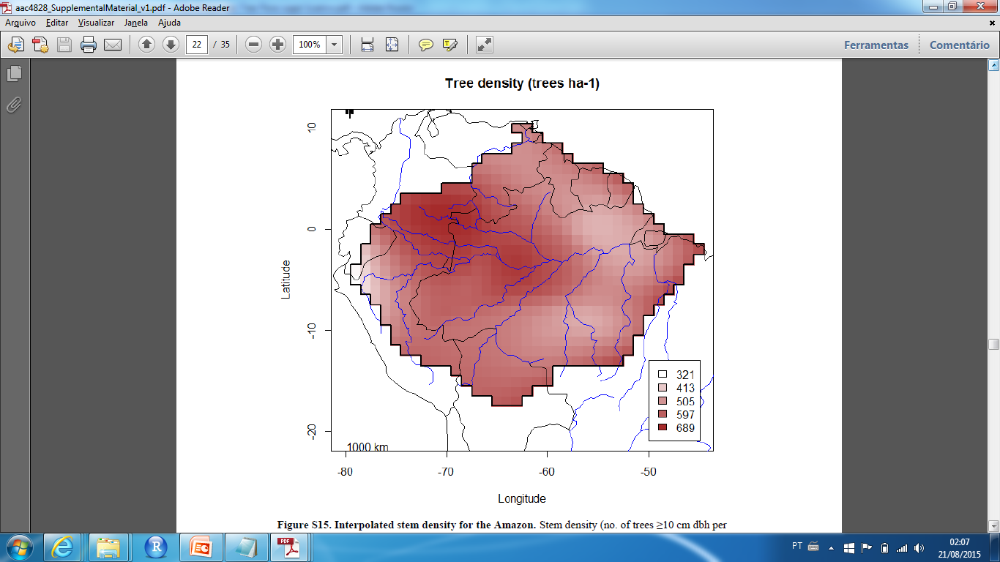 aac4828_SupplementalMaterial_v1.pdf - Adobe Reader
Arquivo Editar Visualizar Janela Ajuda
22 / 35 100% Ferramentas Comentário
Tree density (trees ha-1)
10
0
-10
-20
Latitude
321
413
505
597
689
1000 km
-80 -70 -60 -50
Longitude
Figure S15. Interpolated stem density for the Amazon. Stem density (no. of trees ≥10 cm dbh per
PT 02:07
21/08/2015